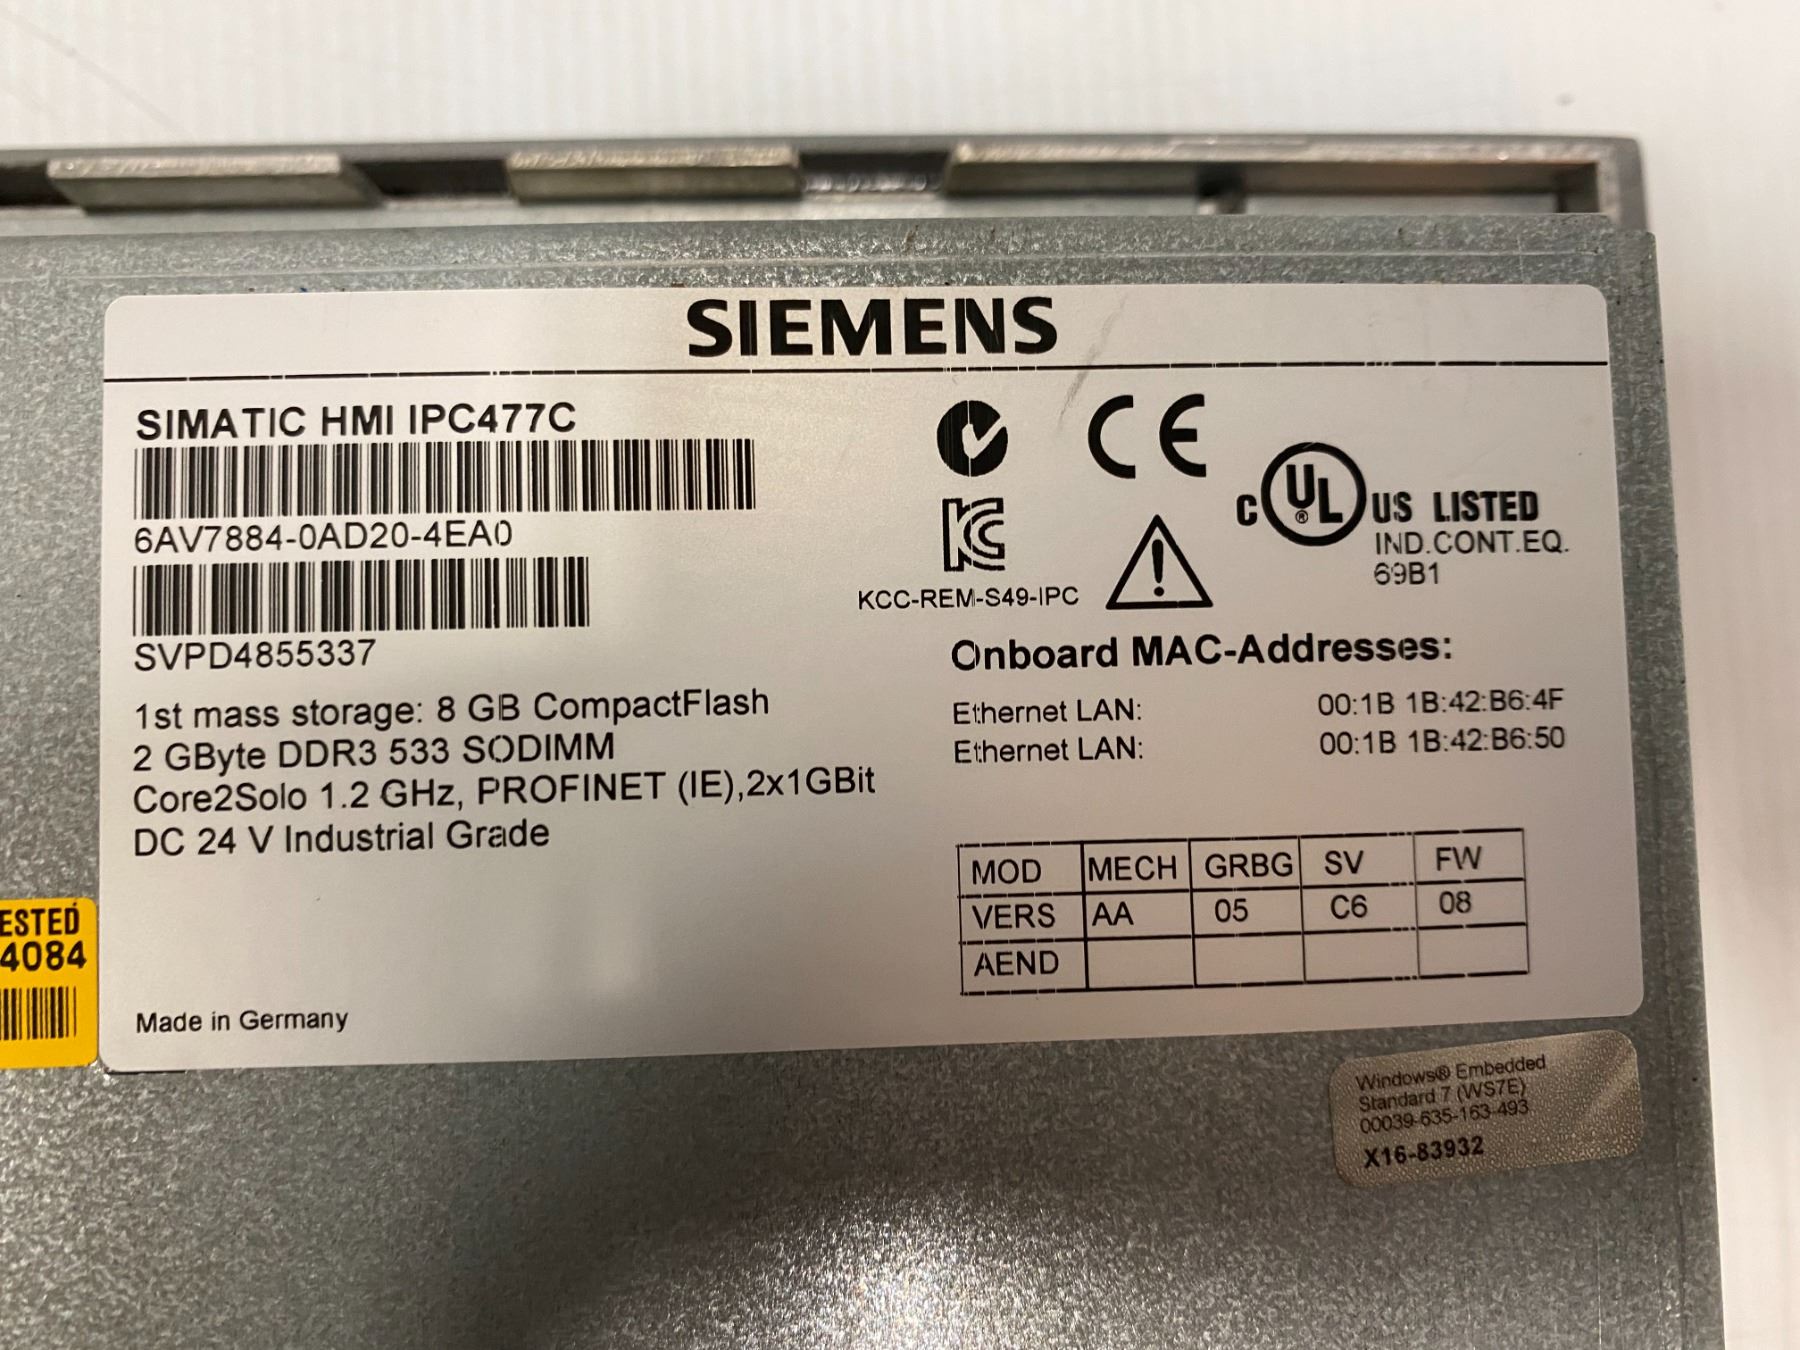 SIEMENS
SIMATIC HMI IPC477C
6AV7884-0AD20-4EA0
SVPD4855337
1st mass storage: 8 GB CompactFlash
2 GByte DDR3 533 SODIMM
Core2Solo 1.2 GHz, PROFINET (IE),2x1GBit
DC 24 V Industrial Grade
Made in Germany
CE
KC
KCC-REM-S49-IPC
C UL® US LISTED
IND.CONT.EQ.
69B1
Onboard MAC-Addresses:
Ethernet LAN: 00:1B 1B:42:B6:4F
Ethernet LAN: 00:1B 1B:42:B6:50
MOD MECH GRBG SV FW
VERS AA 05 C6 08
AEND
ESTED
4084
Windows® Embedded
Standard 7 (WS7E)
00039-635-163-493
X16-83932